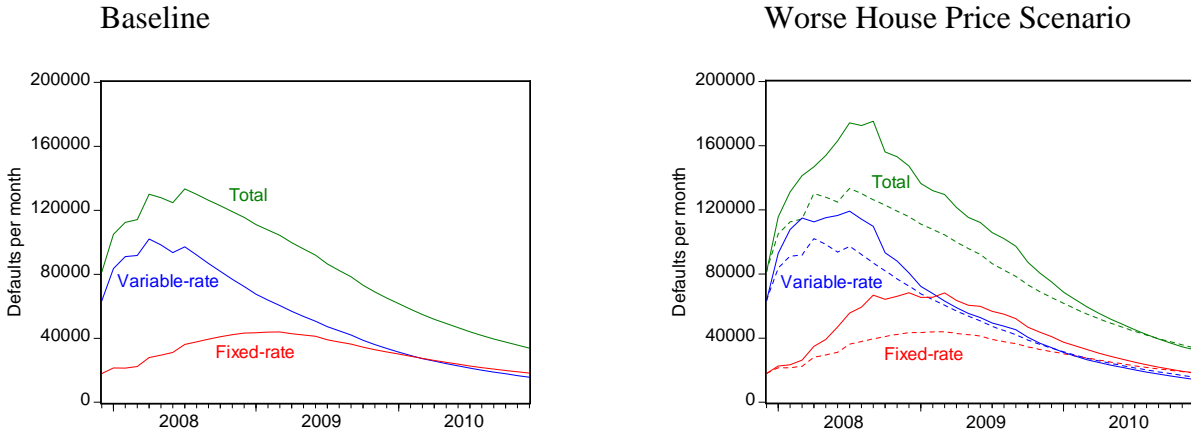 Baseline
Defaults per month
200000
160000
120000
80000
40000
0
Total
Variable-rate
Fixed-rate
2008 2009 2010
Worse House Price Scenario
Defaults per month
200000
160000
120000
80000
40000
0
Total
Variable-rate
Fixed-rate
2008 2009 2010